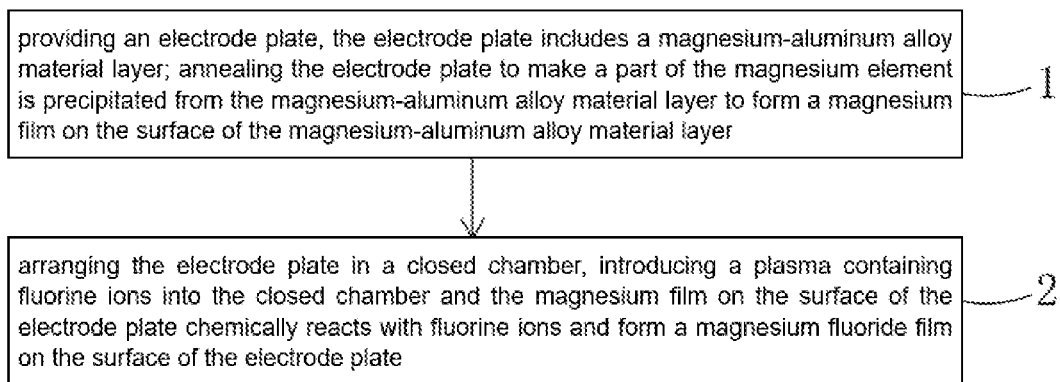 providing an electrode plate, the electrode plate includes a magnesium-aluminum alloy
material layer; annealing the electrode plate to make a part of the magnesium element
is precipitated from the magnesium-aluminum alloy material layer to form a magnesium
film on the surface of the magnesium-aluminum alloy material layer
1
arranging the electrode plate in a closed chamber, introducing a plasma containing
fluorine ions into the closed chamber and the magnesium film on the surface of the
electrode plate chemically reacts with fluorine ions and form a magnesium fluoride film
on the surface of the electrode plate
2